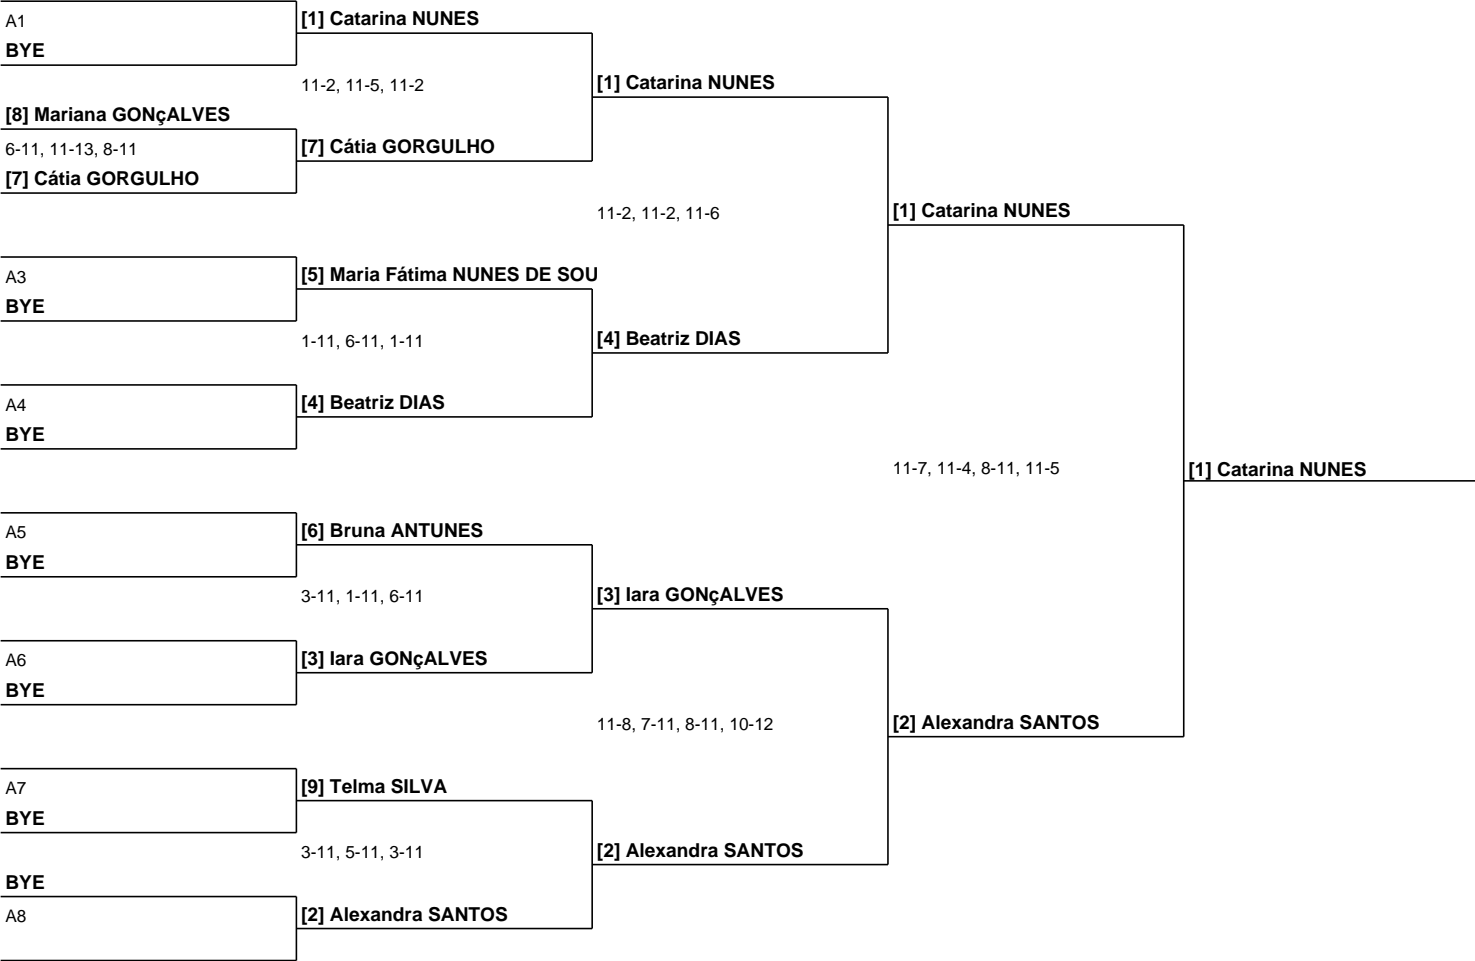 A1
[1] Catarina NUNES
BYE
11-2, 11-5, 11-2
[1] Catarina NUNES
[8] Mariana GONçALVES
6-11, 11-13, 8-11
[7] Cátia GORGULHO
[7] Cátia GORGULHO
11-2, 11-2, 11-6
[1] Catarina NUNES
A3
[5] Maria Fátima NUNES DE SOU
BYE
1-11, 6-11, 1-11
[4] Beatriz DIAS
A4
[4] Beatriz DIAS
BYE
11-7, 11-4, 8-11, 11-5
[1] Catarina NUNES
A5
[6] Bruna ANTUNES
BYE
3-11, 1-11, 6-11
[3] Iara GONçALVES
A6
[3] Iara GONçALVES
BYE
11-8, 7-11, 8-11, 10-12
[2] Alexandra SANTOS
A7
[9] Telma SILVA
BYE
3-11, 5-11, 3-11
[2] Alexandra SANTOS
BYE
A8
[2] Alexandra SANTOS